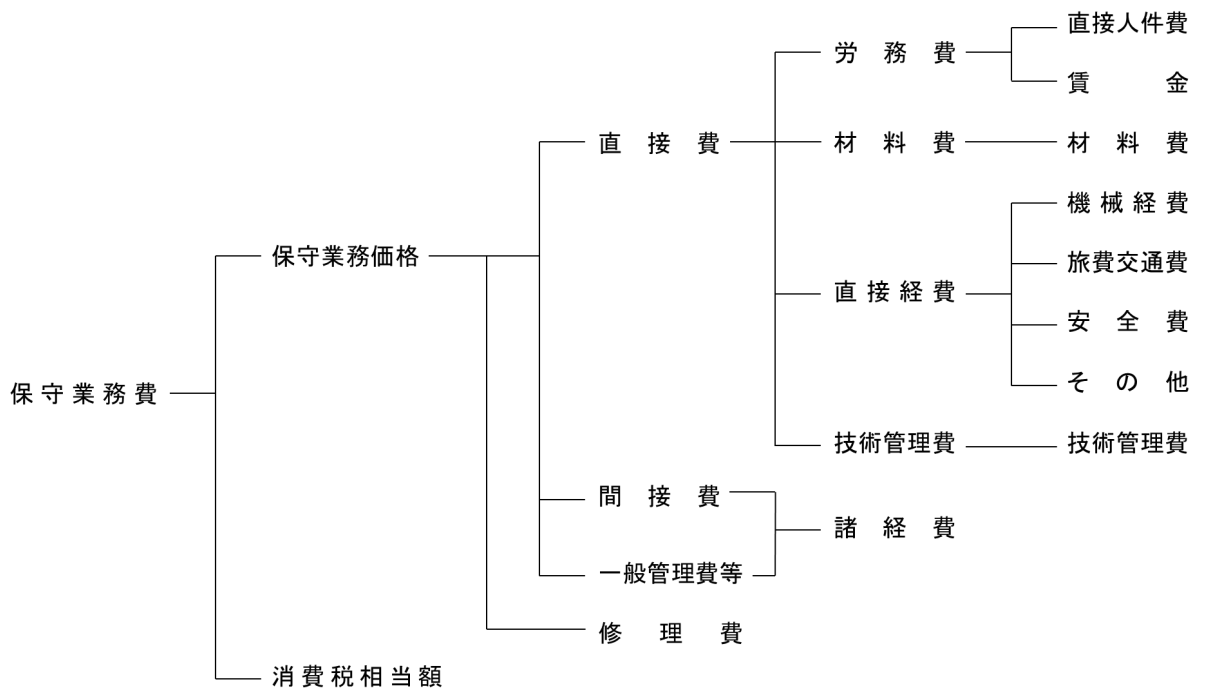 直接人件費
労務費
賃金
直接費
材料費
材料費
機械経費
保守業務価格
旅費交通費
直接経費
安全費
保守業務費
その他
技術管理費
技術管理費
間接費
諸経費
一般管理費等
修理費
消費税相当額